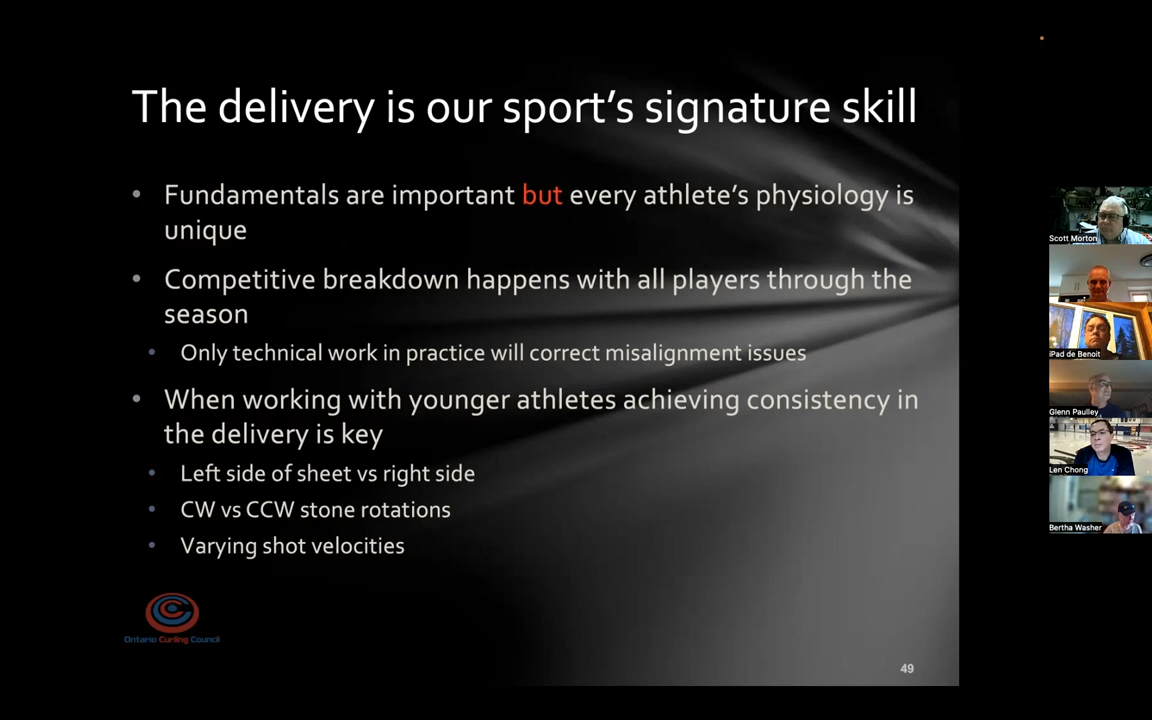 The delivery is our sport's signature skill
• Fundamentals are important but every athlete's physiology is
unique
• Competitive breakdown happens with all players through the
season
• Only technical work in practice will correct misalignment issues
• When working with younger athletes achieving consistency in
the delivery is key
• Left side of sheet vs right side
• CW vs CCW stone rotations
• Varying shot velocities
Ontario Curling Council
49
Scott Morton
iPad de Benoit
Glenn Paulley
Len Chong
Bertha Washer